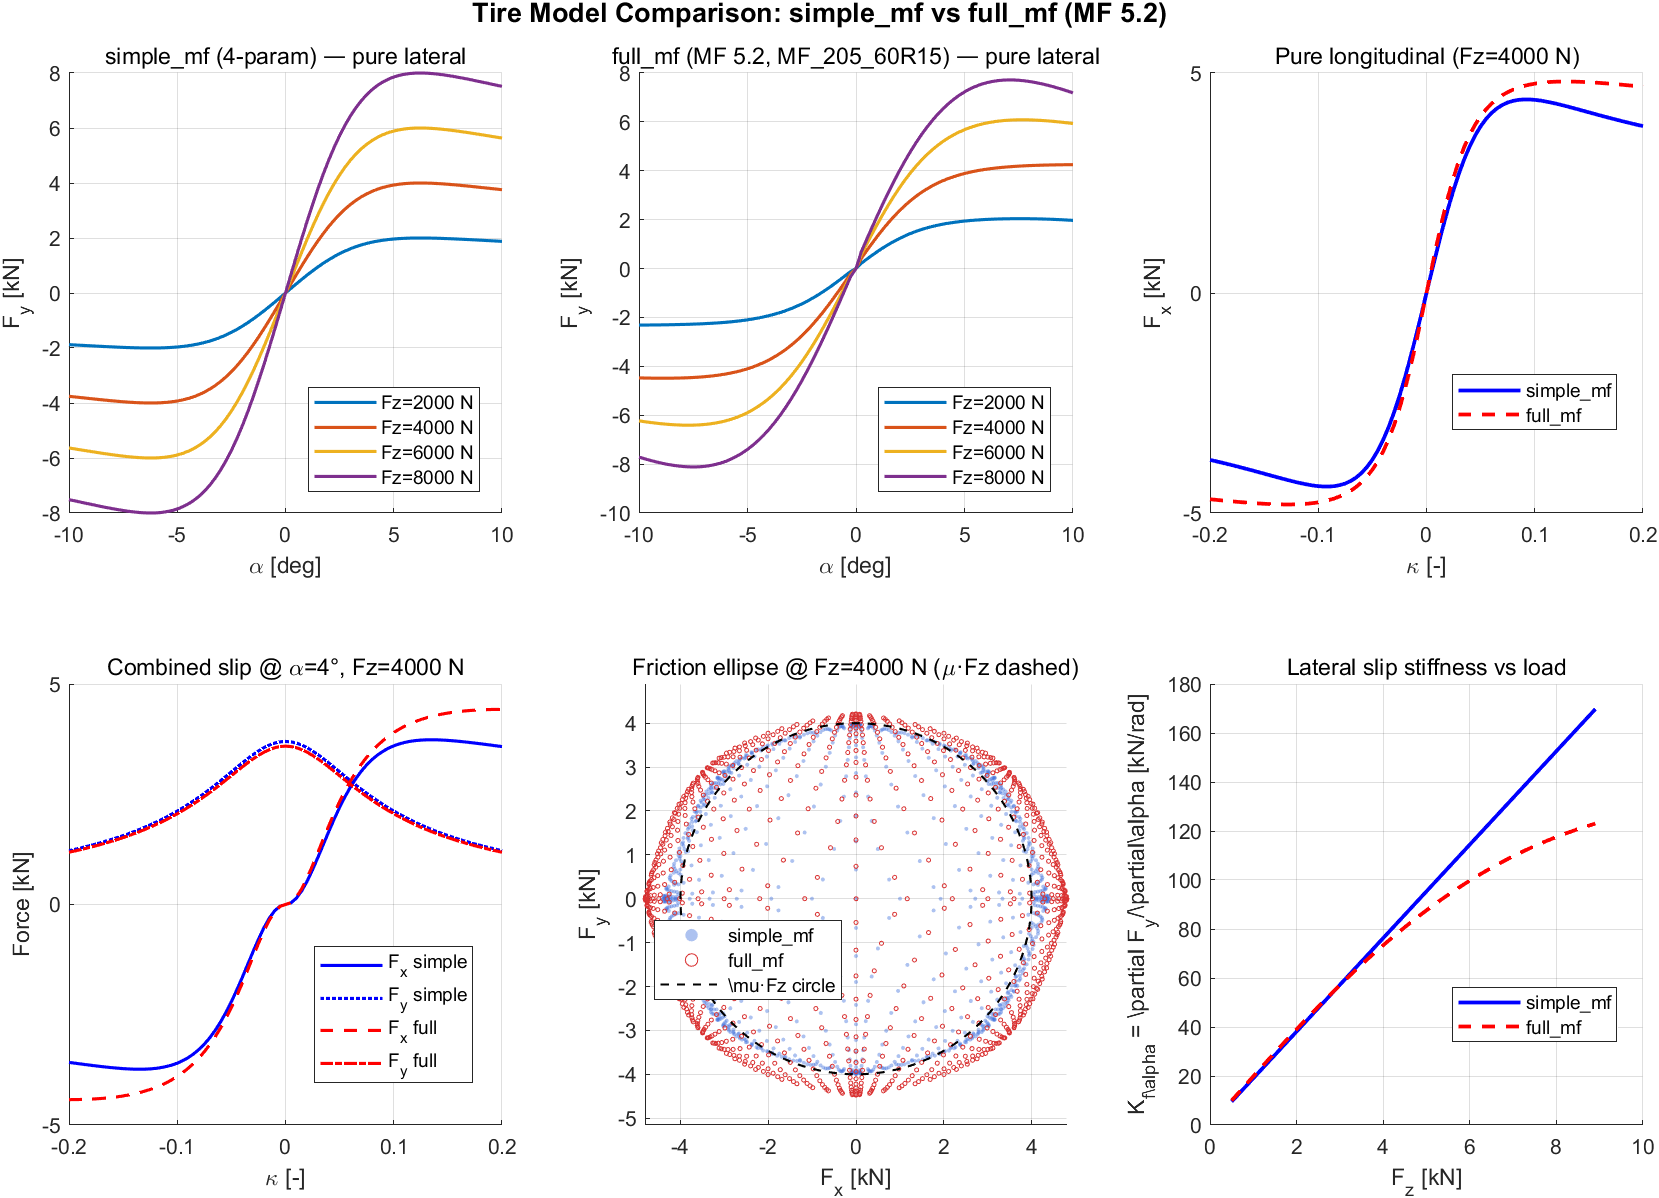 Tire Model Comparison: simple_mf vs full_mf (MF 5.2)
simple_mf (4-param) — pure lateral
8
6
4
2
0
-2
-4
-6
-8
-10
-5
0
5
10
F_y [kN]
α [deg]
Fz=2000 N
Fz=4000 N
Fz=6000 N
Fz=8000 N
full_mf (MF 5.2, MF_205_60R15) — pure lateral
8
6
4
2
0
-2
-4
-6
-8
-10
-10
-5
0
5
10
F_y [kN]
α [deg]
Fz=2000 N
Fz=4000 N
Fz=6000 N
Fz=8000 N
Pure longitudinal (Fz=4000 N)
5
0
-5
-0.2
-0.1
0
0.1
0.2
F_x [kN]
κ [-]
simple_mf
full_mf
Combined slip @ α=4°, Fz=4000 N
5
0
-5
-0.2
-0.1
0
0.1
0.2
Force [kN]
κ [-]
F_x simple
F_y simple
F_x full
F_y full
Friction ellipse @ Fz=4000 N (μ·Fz dashed)
4
3
2
1
0
-1
-2
-3
-4
-5
-4
-2
0
2
4
F_y [kN]
F_x [kN]
simple_mf
full_mf
\mu·Fz circle
Lateral slip stiffness vs load
180
160
140
120
100
80
60
40
20
0
0
2
4
6
8
10
K_f\alpha = \partial F_y/\partial\alpha [kN/rad]
F_z [kN]
simple_mf
full_mf